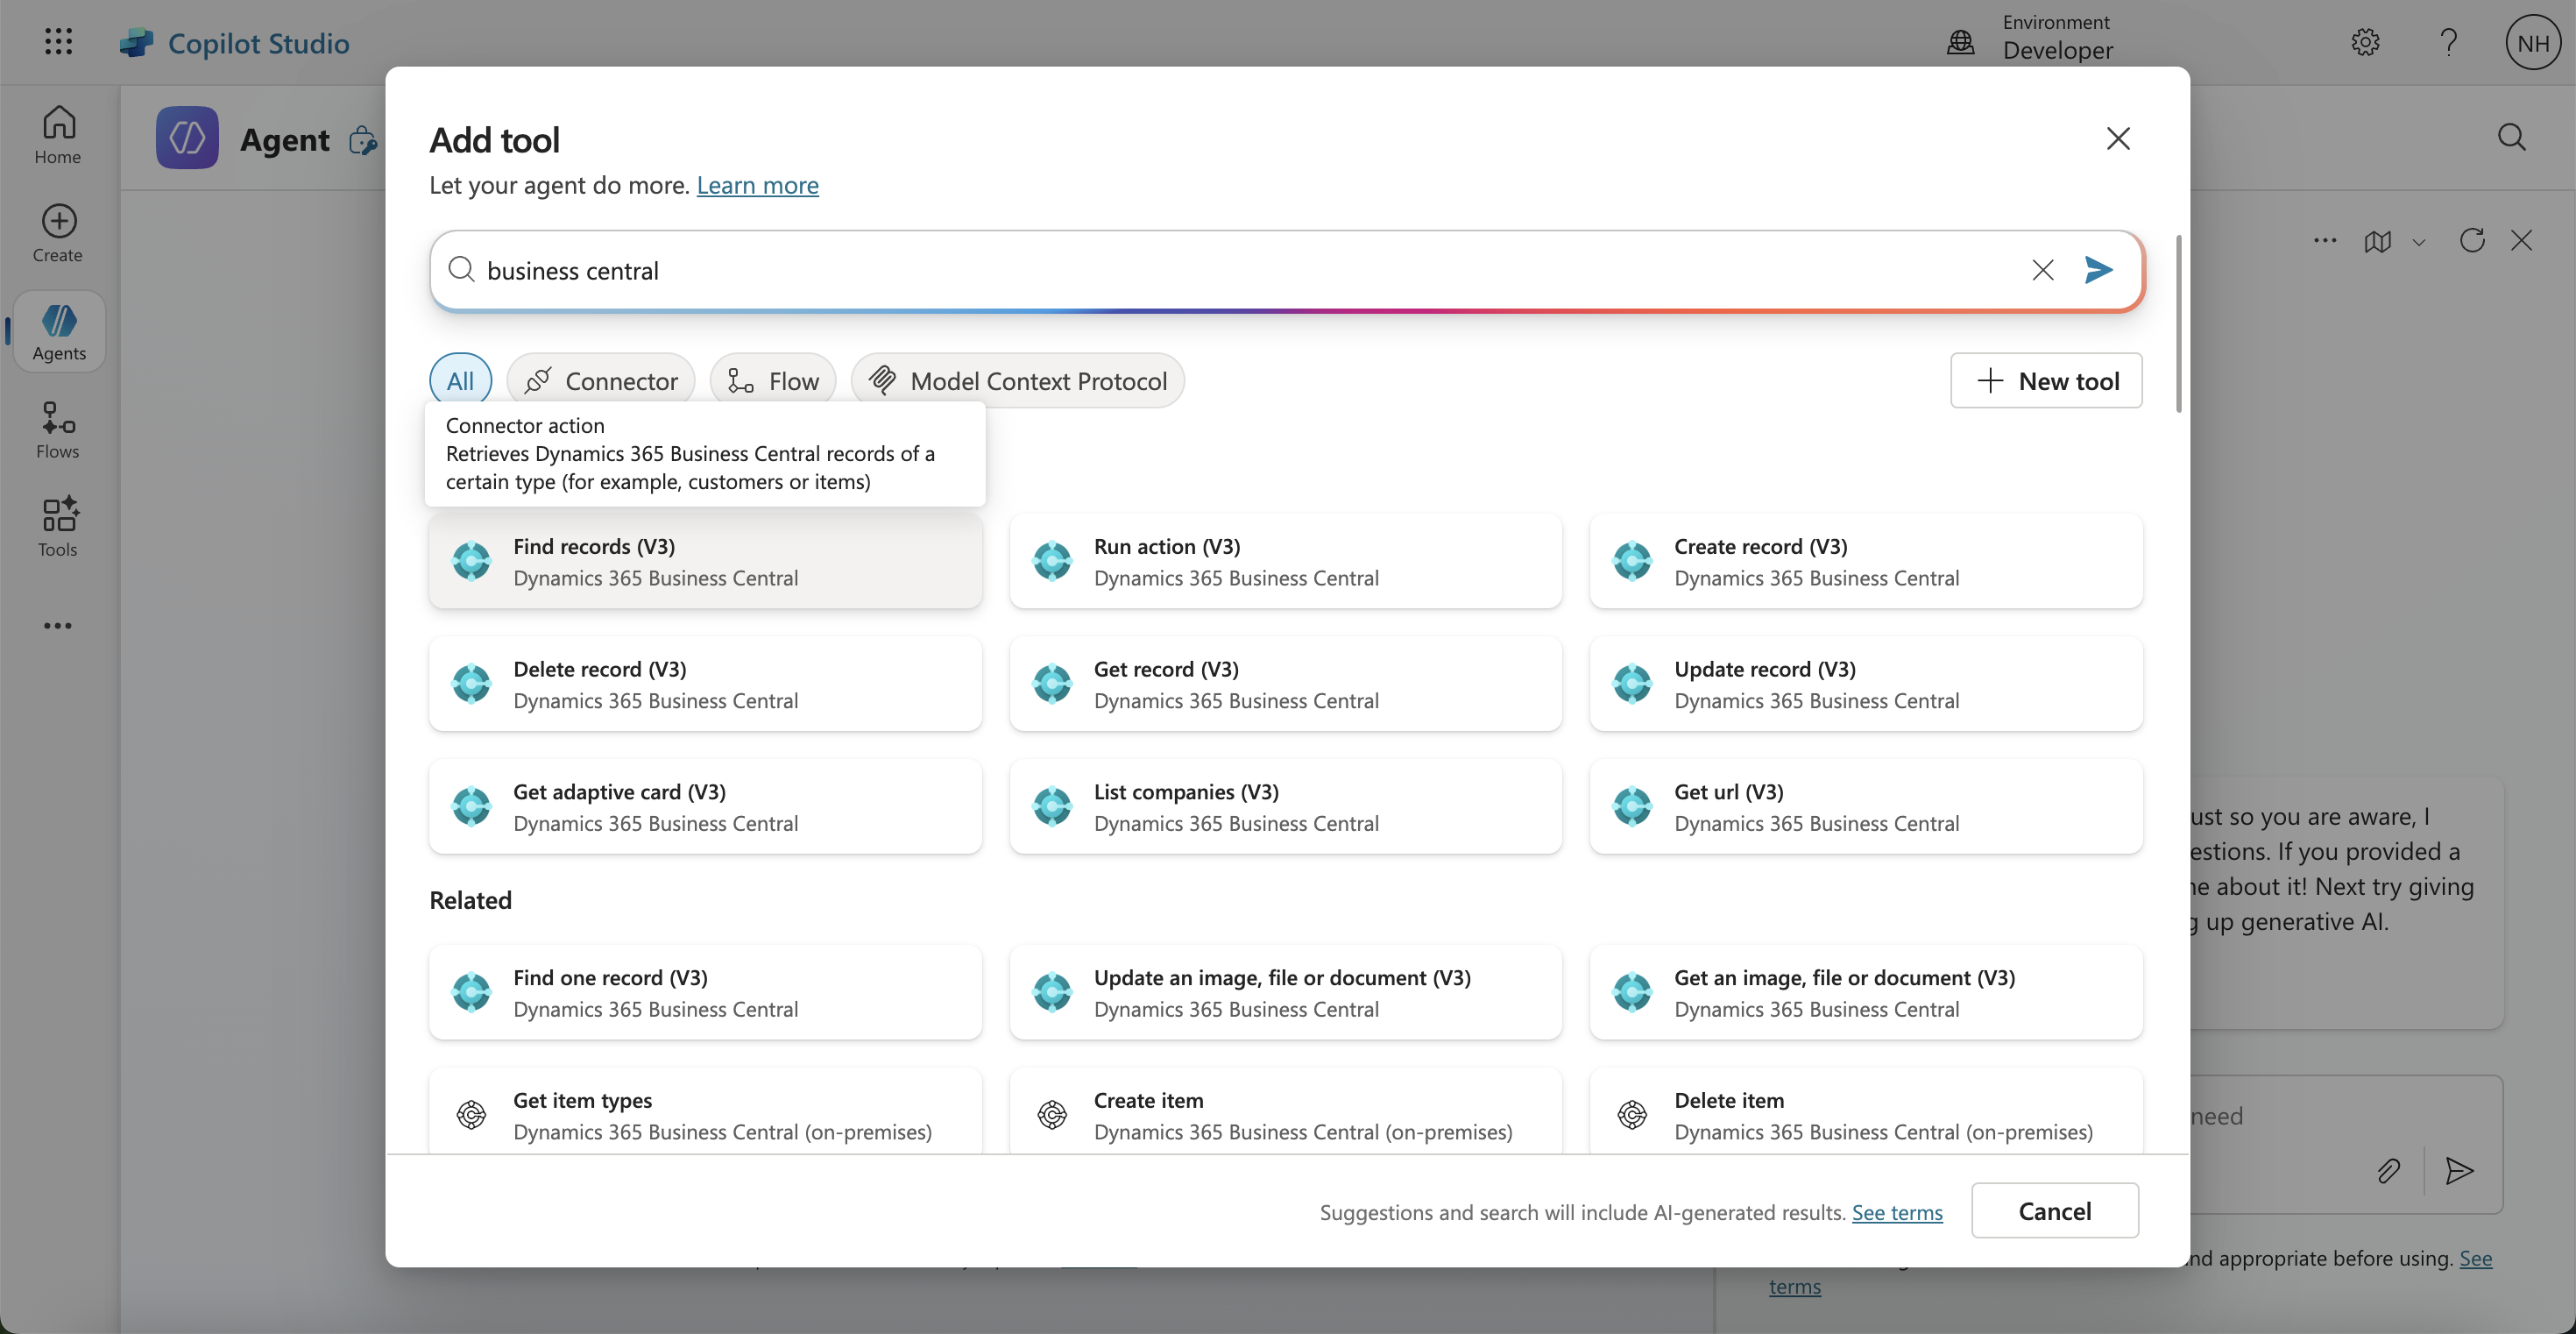 Copilot Studio
Environment
Developer
NH
Home
Create
Agents
Flows
Tools
Agent
Add tool
Let your agent do more. Learn more
business central
All
Connector
Flow
Model Context Protocol
New tool
Connector action
Retrieves Dynamics 365 Business Central records of a
certain type (for example, customers or items)
Find records (V3)
Dynamics 365 Business Central
Run action (V3)
Dynamics 365 Business Central
Create record (V3)
Dynamics 365 Business Central
Delete record (V3)
Dynamics 365 Business Central
Get record (V3)
Dynamics 365 Business Central
Update record (V3)
Dynamics 365 Business Central
Get adaptive card (V3)
Dynamics 365 Business Central
List companies (V3)
Dynamics 365 Business Central
Get url (V3)
Dynamics 365 Business Central
Related
Find one record (V3)
Dynamics 365 Business Central
Update an image, file or document (V3)
Dynamics 365 Business Central
Get an image, file or document (V3)
Dynamics 365 Business Central
Get item types
Dynamics 365 Business Central (on-premises)
Create item
Dynamics 365 Business Central (on-premises)
Delete item
Dynamics 365 Business Central (on-premises)
Suggestions and search will include AI-generated results. See terms
Cancel
so you are aware, I
If you provided a
about it! Next try giving
up generative AI.
need
appropriate before using. See
terms